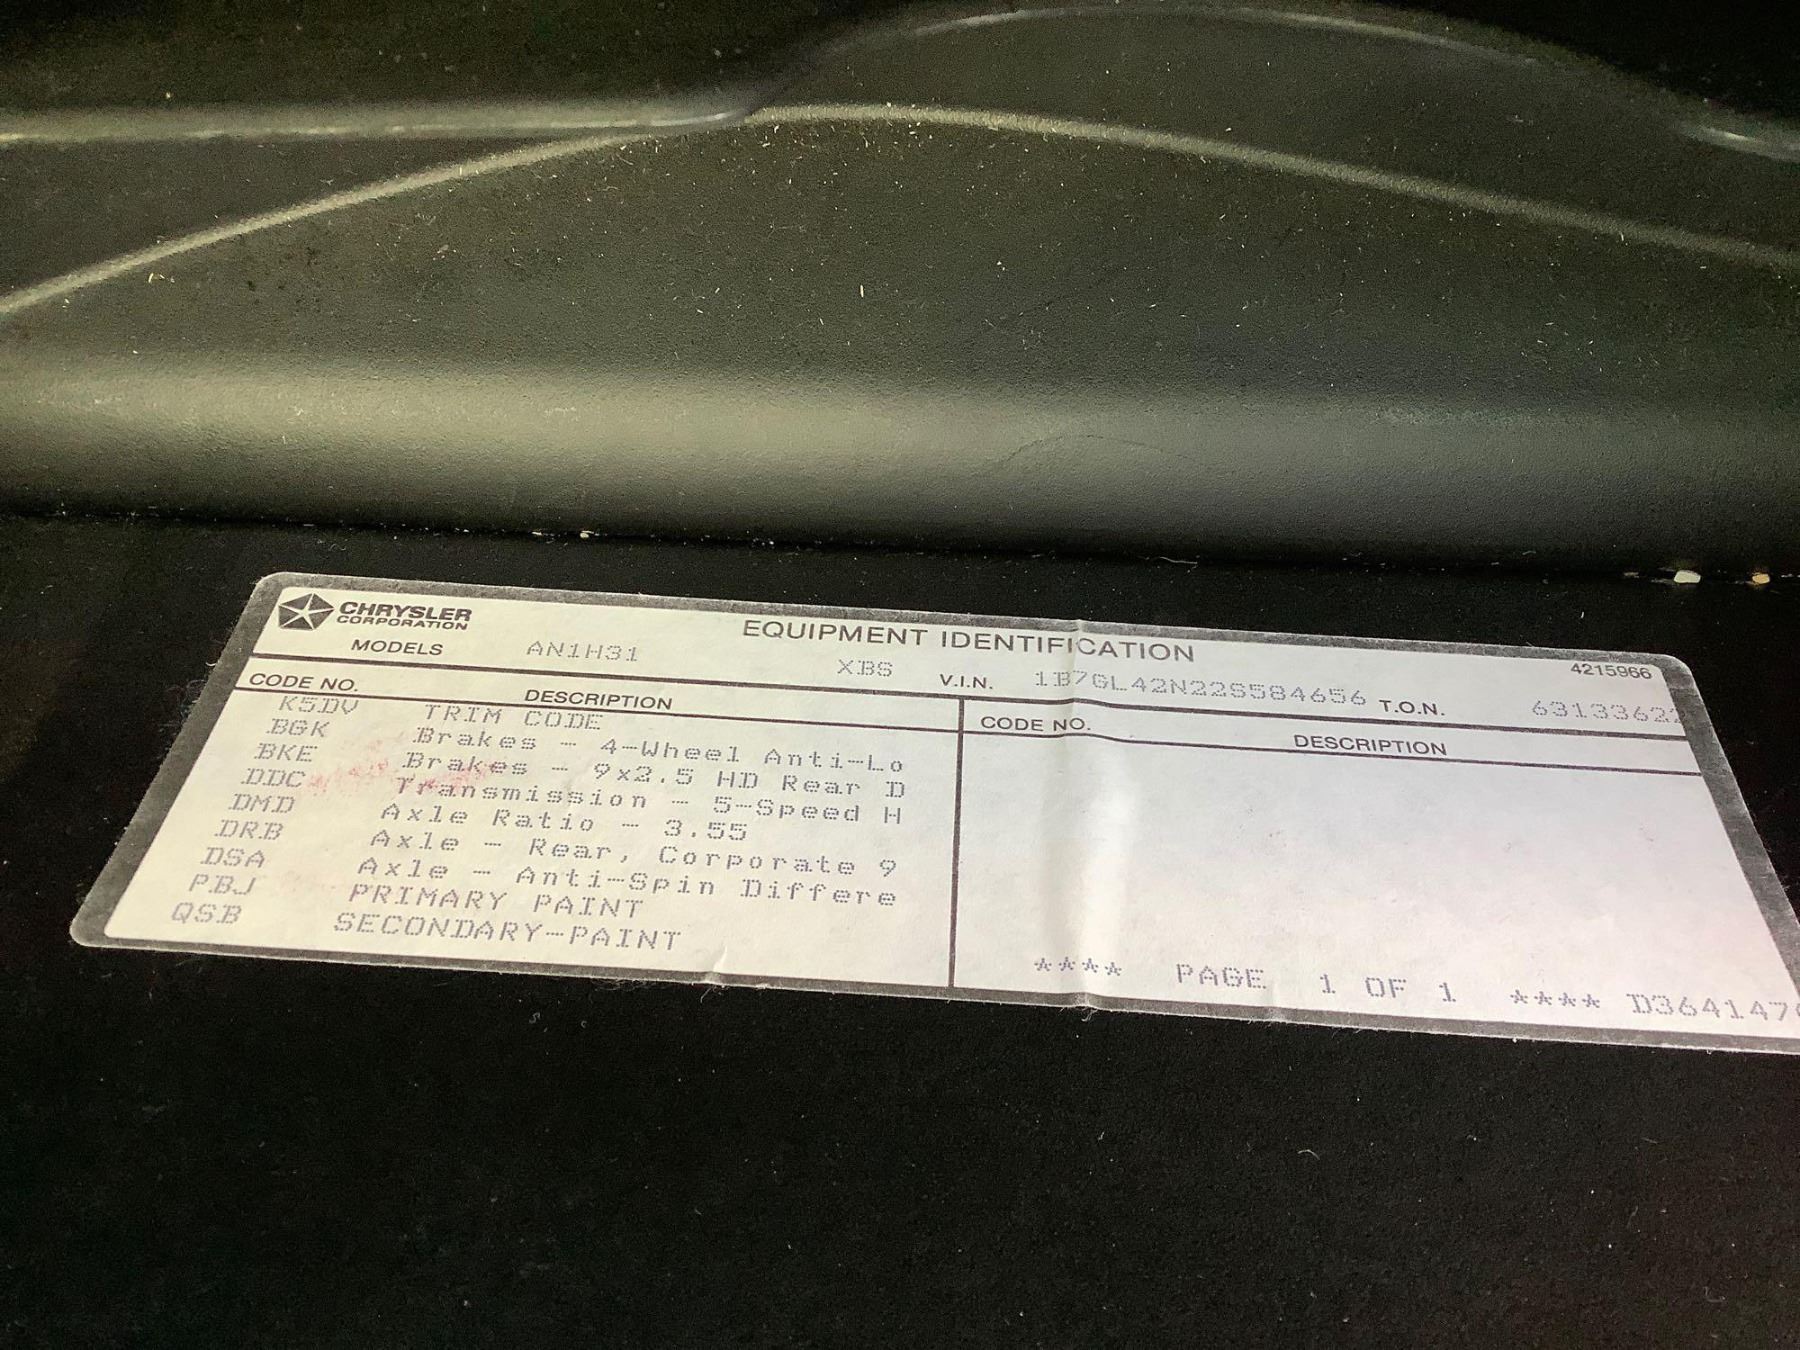 CHRYSLER
CORPORATION
EQUIPMENT IDENTIFICATION
4215966
MODELS AN1H31 XBS V.I.N. 1B7GL42N22S584656 T.O.N. 6313362
CODE NO. DESCRIPTION CODE NO. DESCRIPTION
K5DV TRIM CODE
BGK Brakes - 4-Wheel Anti-Lo
BKE Brakes - 9x2.5 HD Rear D
DDC Transmission - 5-Speed H
DMD Axle Ratio - 3.55
DRB Axle - Rear, Corporate 9
DSA Axle - Anti-Spin Differe
PBJ PRIMARY PAINT
QSB SECONDARY-PAINT
**** PAGE 1 OF 1 **** D364147